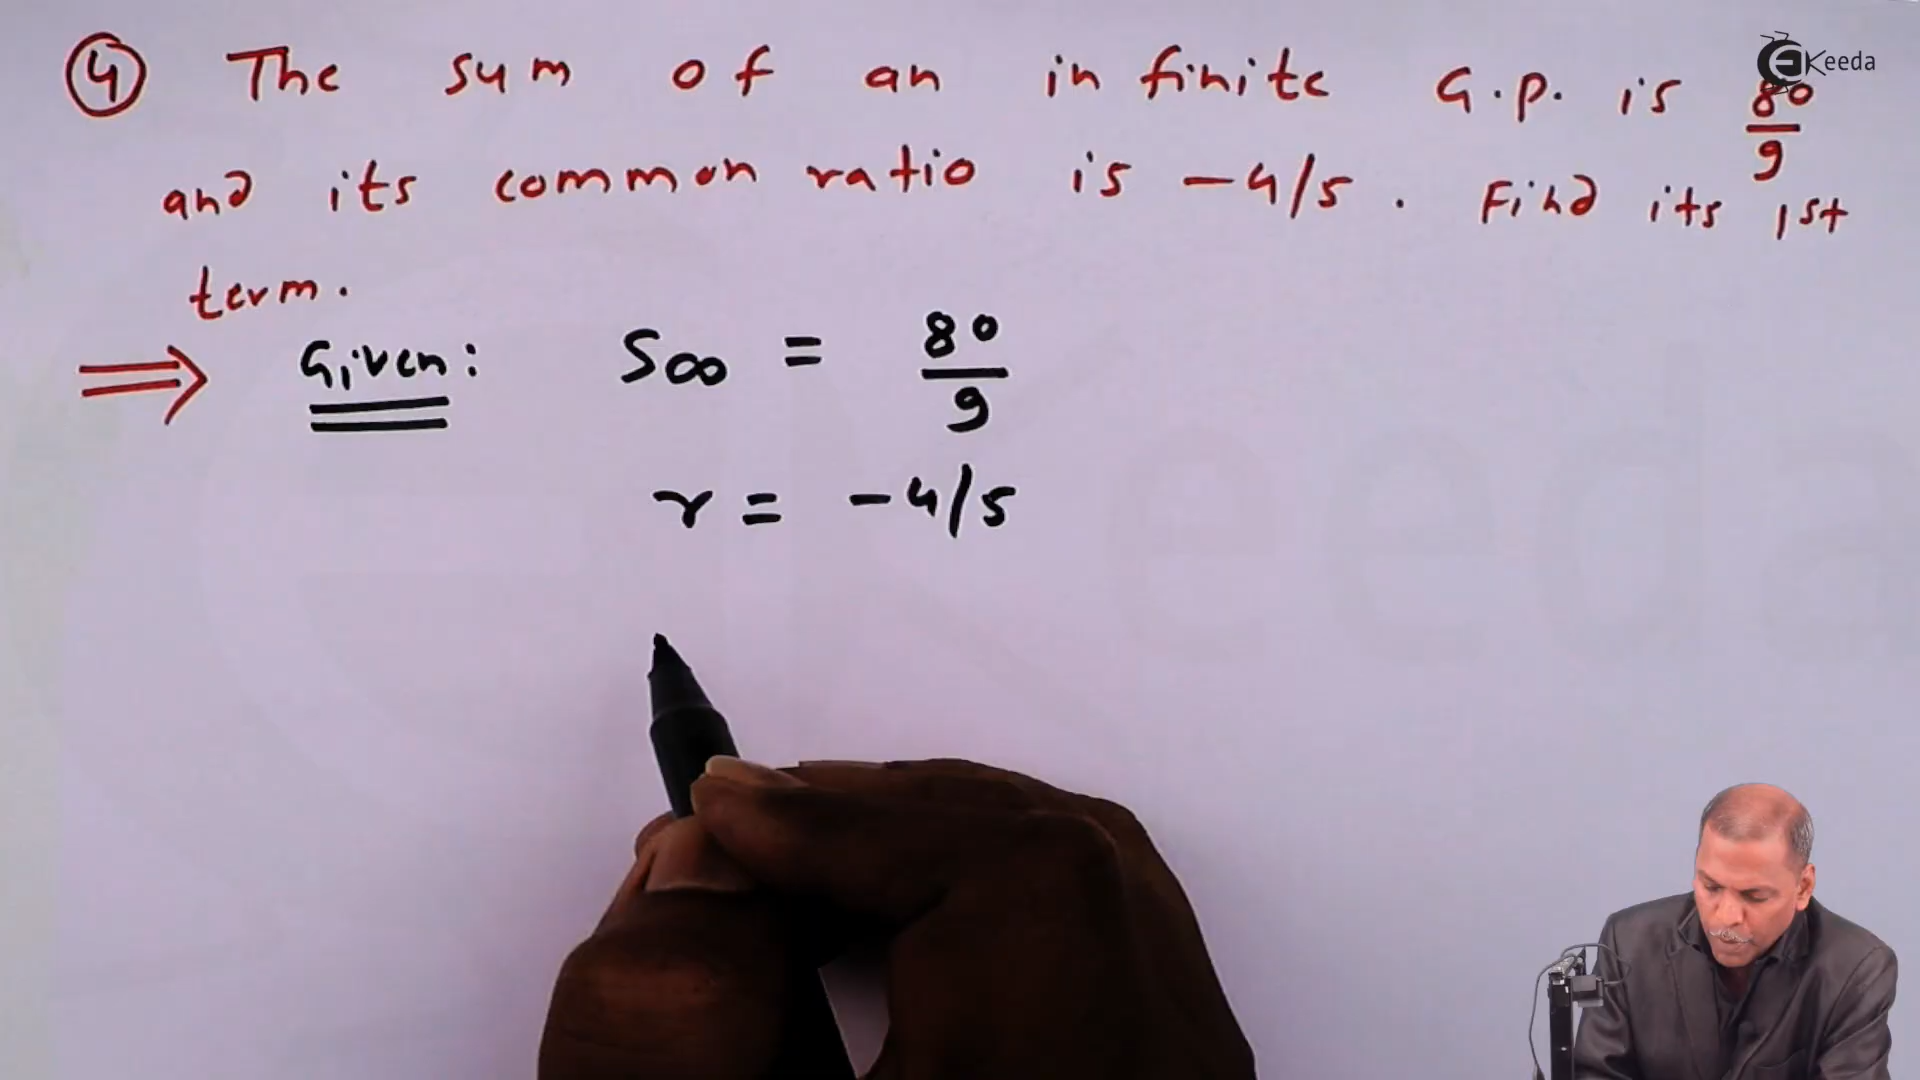 ④ The sum of an infinite G.P. is 80/9
and its common ratio is -4/5. Find its 1st
term.
⇒ Given: S∞ = 80/9
r = -4/5
eKeeda
Keeda